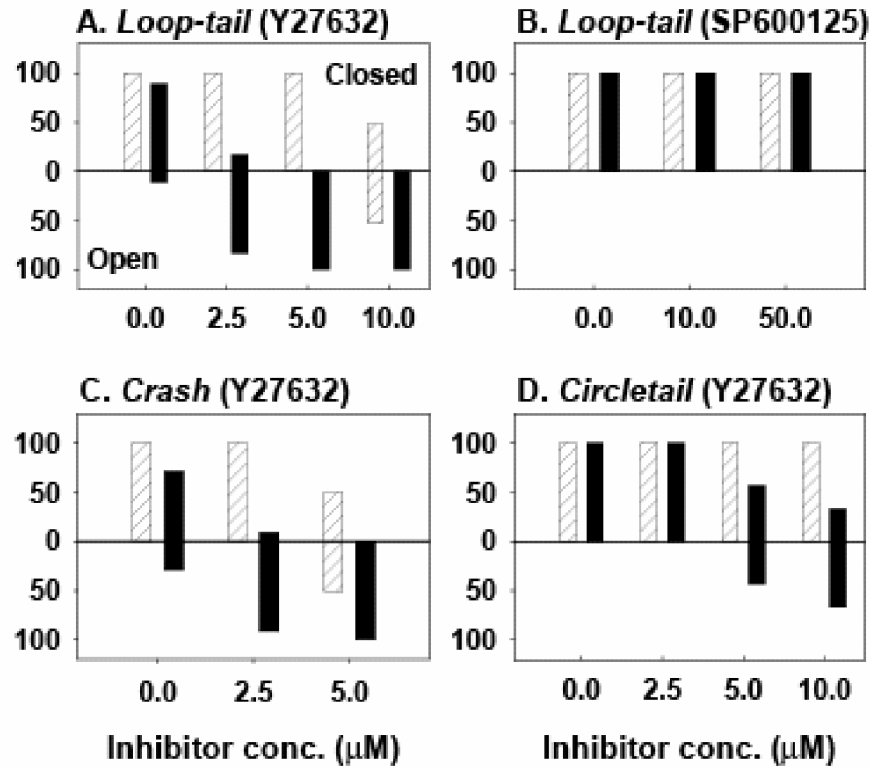 A. Loop-tail (Y27632)
100
50
0
50
100
Closed
Open
0.0 2.5 5.0 10.0
B. Loop-tail (SP600125)
100
50
0
50
100
0.0 10.0 50.0
C. Crash (Y27632)
100
50
0
50
100
0.0 2.5 5.0
Inhibitor conc. (µM)
D. Circletail (Y27632)
100
50
0
50
100
0.0 2.5 5.0 10.0
Inhibitor conc. (µM)